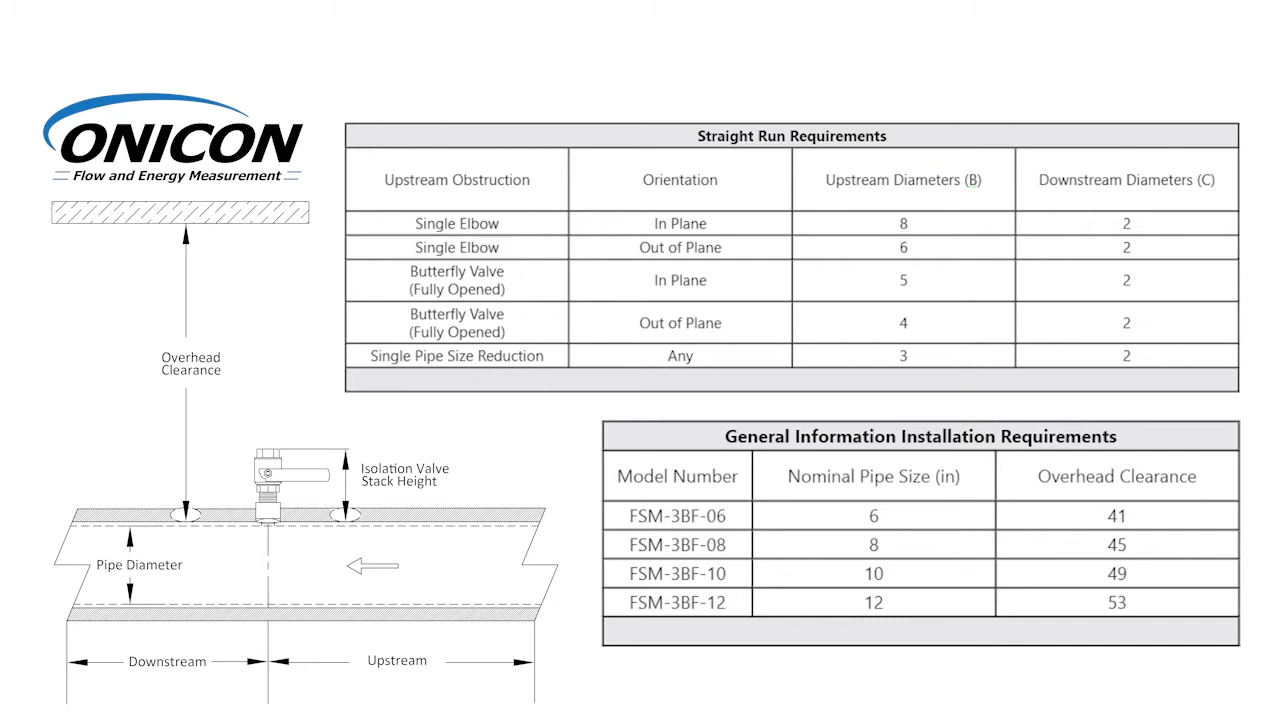 ONICON
Flow and Energy Measurement
Straight Run Requirements
Upstream Obstruction Orientation Upstream Diameters (B) Downstream Diameters (C)
Single Elbow In Plane 8 2
Single Elbow Out of Plane 6 2
Butterfly Valve
(Fully Opened) In Plane 5 2
Butterfly Valve
(Fully Opened) Out of Plane 4 2
Single Pipe Size Reduction Any 3 2
Overhead
Clearance
Isolation Valve
Stack Height
Pipe Diameter
Downstream
Upstream
General Information Installation Requirements
Model Number Nominal Pipe Size (in) Overhead Clearance
FSM-3BF-06 6 41
FSM-3BF-08 8 45
FSM-3BF-10 10 49
FSM-3BF-12 12 53